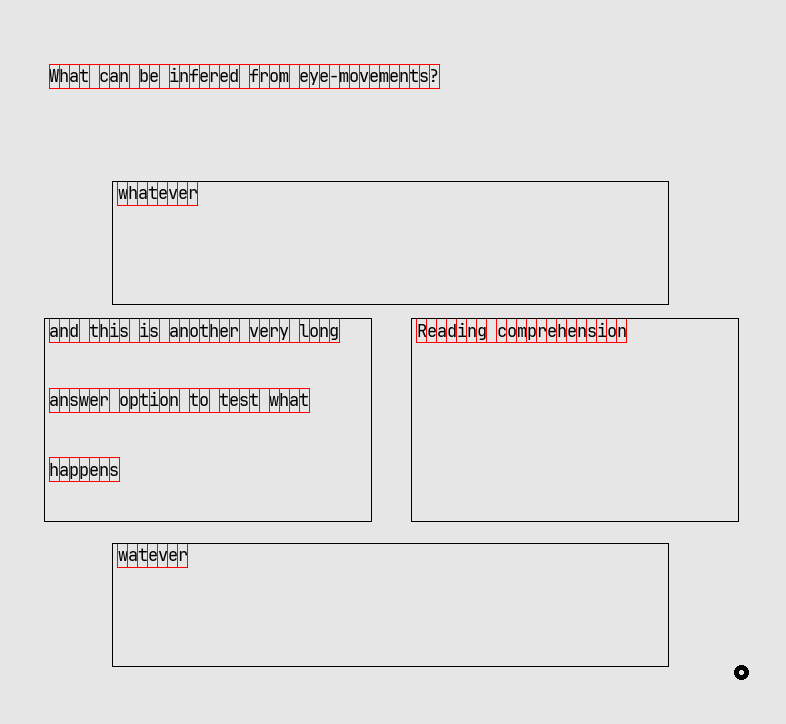 What can be infered from eye-movements?
whatever
and this is another very long
answer option to test what
happens
Reading comprehension
watever